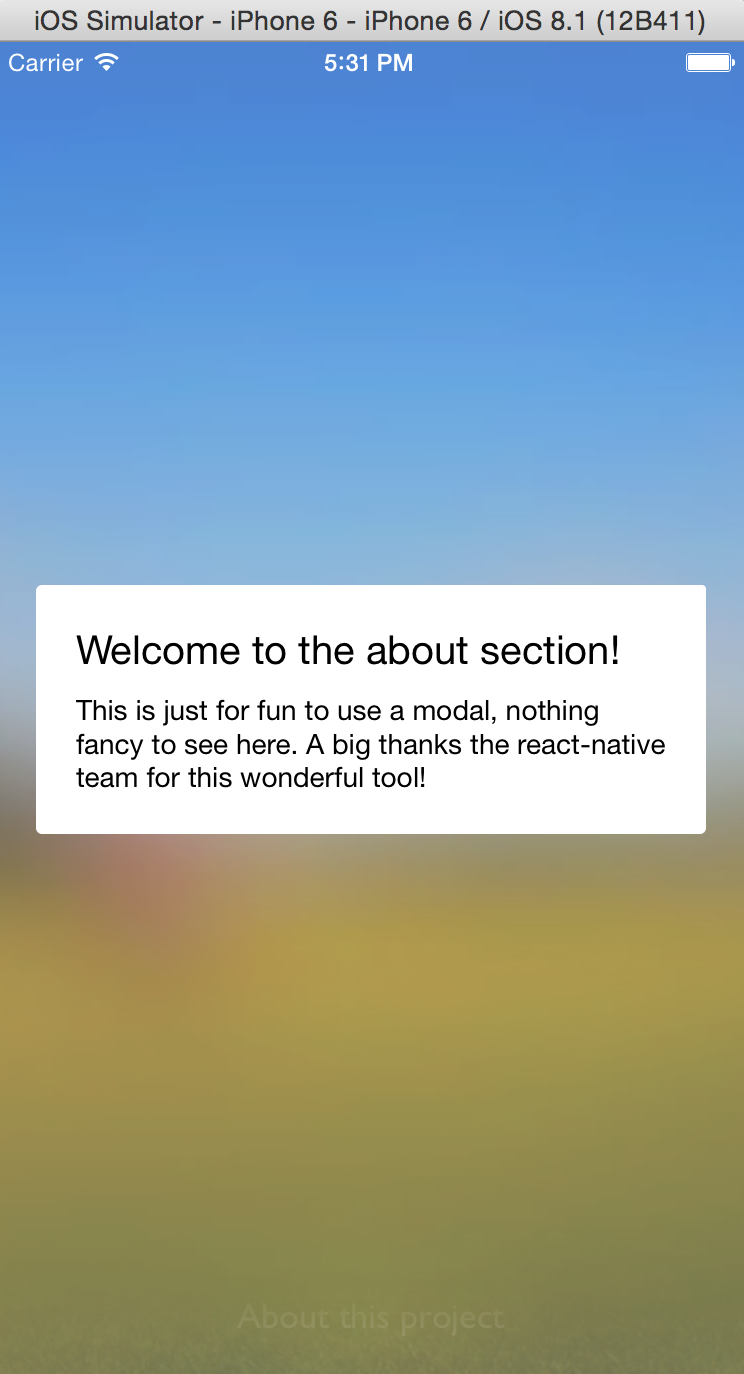 iOS Simulator - iPhone 6 - iPhone 6 / iOS 8.1 (12B411)
Carrier 5:31 PM
Welcome to the about section!
This is just for fun to use a modal, nothing
fancy to see here. A big thanks the react-native
team for this wonderful tool!
About this project